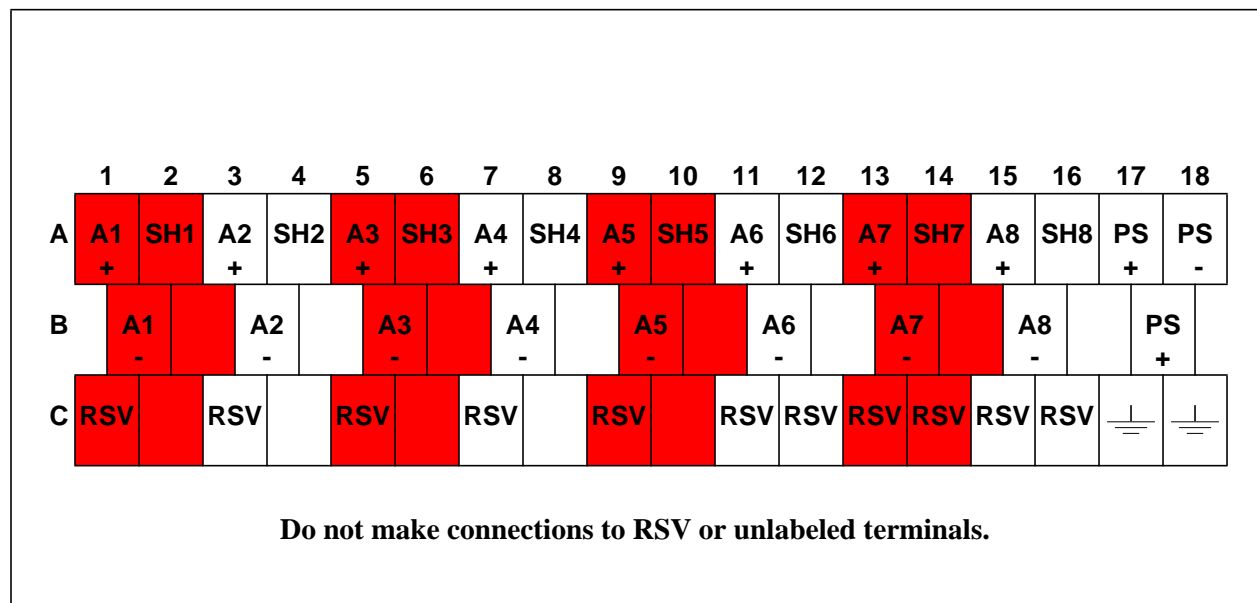 1 2 3 4 5 6 7 8 9 10 11 12 13 14 15 16 17 18
A A1 SH1 A2 SH2 A3 SH3 A4 SH4 A5 SH5 A6 SH6 A7 SH7 A8 SH8 PS PS
+ + + + + + + + + -
B A1 A2 A3 A4 A5 A6 A7 A8 PS
- - - - - - - - +
C RSV RSV RSV RSV RSV RSV RSV RSV RSV RSV RSV
Do not make connections to RSV or unlabeled terminals.